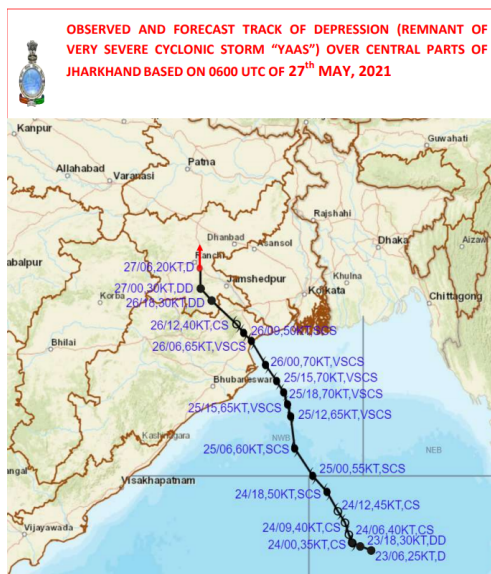 OBSERVED AND FORECAST TRACK OF DEPRESSION (REMNANT OF
VERY SEVERE CYCLONIC STORM “YAAS”) OVER CENTRAL PARTS OF
JHARKHAND BASED ON 0600 UTC OF 27th MAY, 2021
Kanpur
Guwahati
Patna
Allahabad
Varanasi
Rajshahi
Dhanbad
Asansol
Dhaka
Aizaw
Ranchi
abalpur
27/06,20KT,D
Khulna
Jamshedpur
27/00,30KT,DD
Kolkata
Chittagong
Korba
26/18,30KT,DD
26/12,40KT,CS
26/09,50KT,SCS
Bhilai
26/06,65KT,VSCS
26/00,70KT,VSCS
Bhubaneswar
25/15,70KT,VSCS
25/18,70KT,VSCS
25/15,65KT,VSCS
25/12,65KT,VSCS
Kashinagara
NWB
NEB
25/06,60KT,SCS
25/00,55KT,SCS
Visakhapatnam
24/18,50KT,SCS
24/12,45KT,CS
Vijayawada
24/09,40KT,CS
24/06,40KT,CS
24/00,35KT,CS
23/18,30KT,DD
23/06,25KT,D